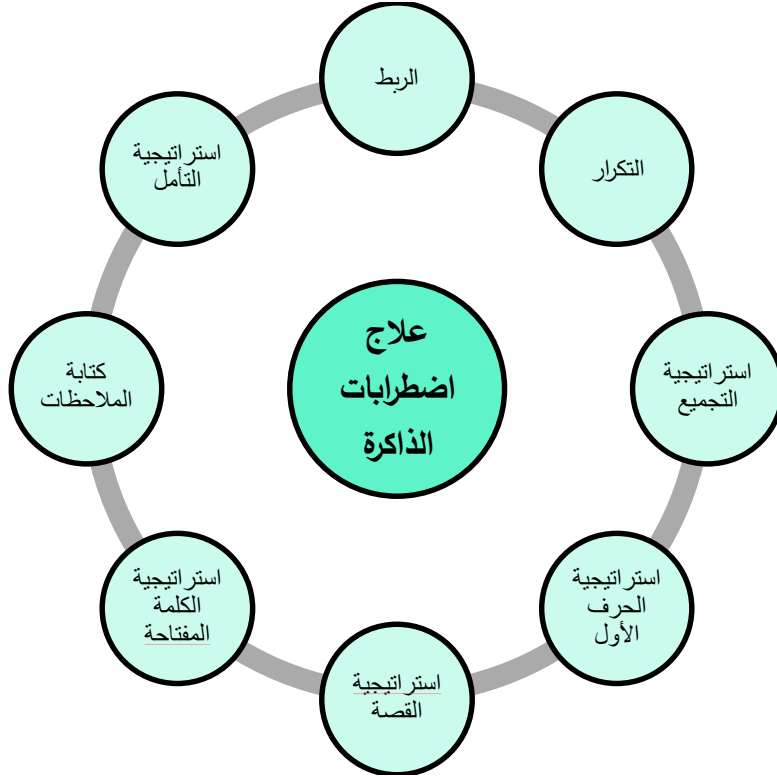 علاج
اضطرابات
الذاكرة
الربط
التكرار
استراتيجية
التجميع
استراتيجية
الحرف
الأول
استراتيجية
القصة
استراتيجية
الكلمة
المفتاحة
كتابة
الملاحظات
استراتيجية
التأمل